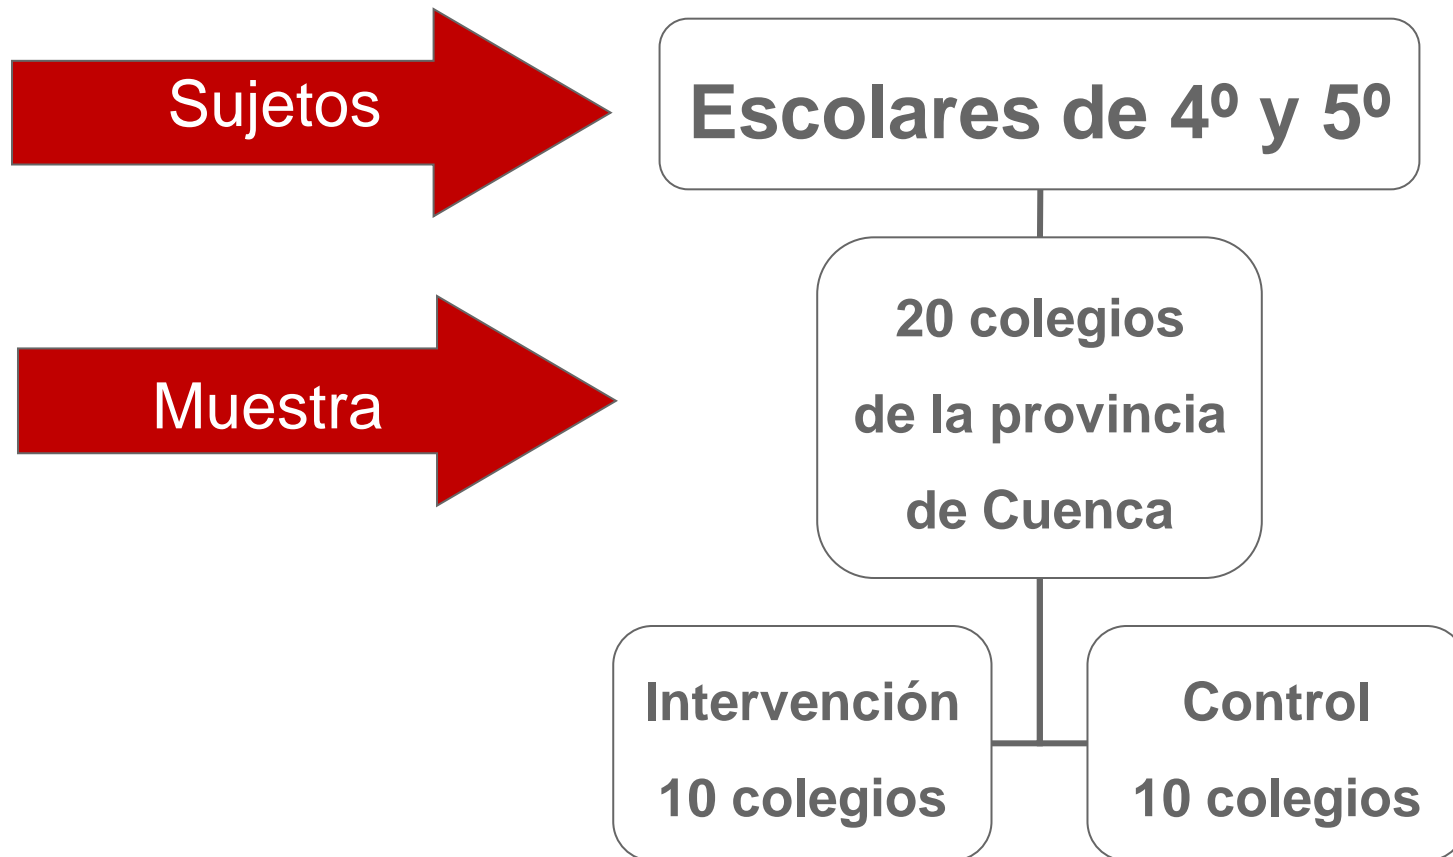 Sujetos
Escolares de 4º y 5º
Muestra
20 colegios
de la provincia
de Cuenca
Intervención
10 colegios
Control
10 colegios